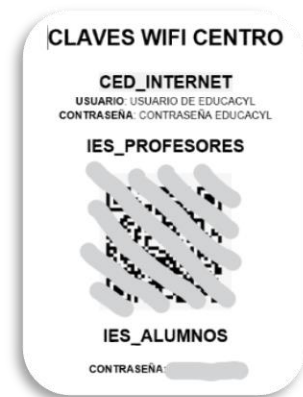 CLAVES WIFI CENTRO
CED_INTERNET
USUARIO: USUARIO DE EDUCACYL
CONTRASEÑA: CONTRASEÑA EDUCACYL
IES_PROFESORES
IES_ALUMNOS
CONTRASEÑA: